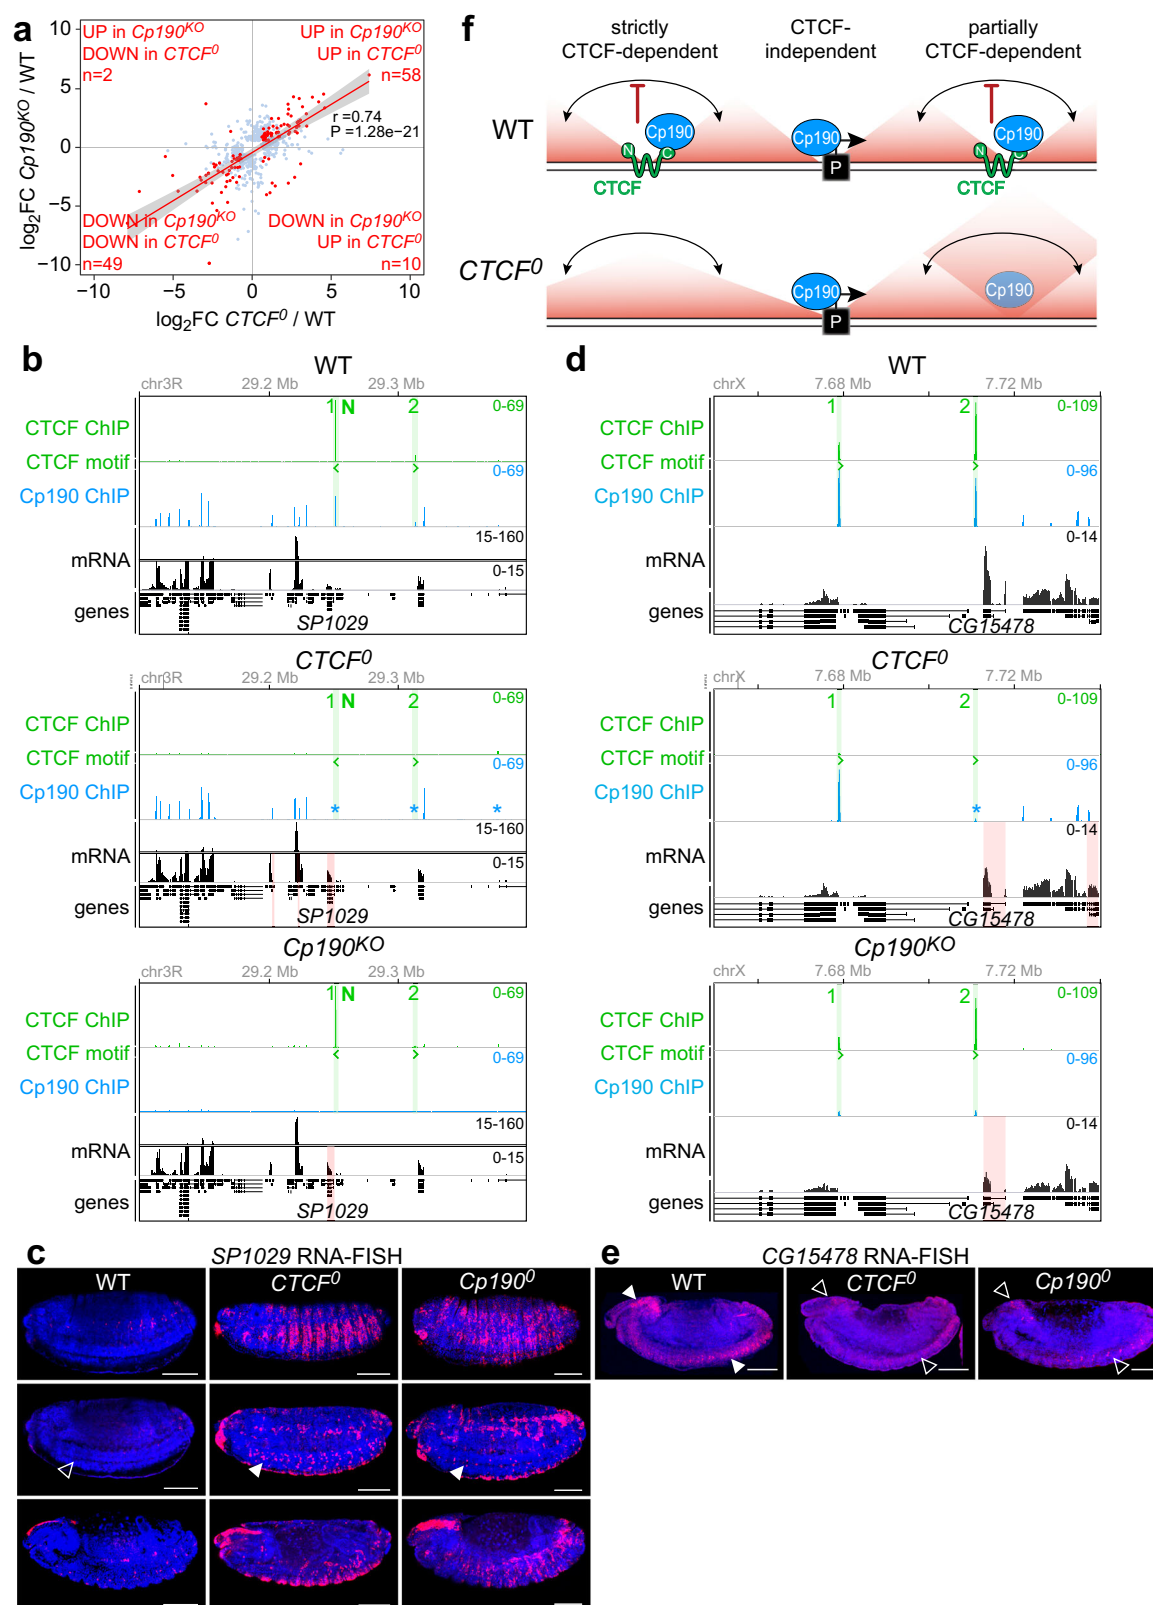 a
UP in Cp190KO
DOWN in CTCF0
n=2
UP in Cp190KO
UP in CTCF0
n=58
r =0.74
P =1.28e−21
DOWN in Cp190KO
DOWN in CTCF0
n=49
DOWN in Cp190KO
UP in CTCF0
n=10
10
5
0
−5
−10
log2FC Cp190KO / WT
−10 −5 0 5 10
log2FC CTCF0 / WT
f
strictly
CTCF-dependent
CTCF-
independent
partially
CTCF-dependent
WT
Cp190
N
C
CTCF
Cp190
P
Cp190
N
C
CTCF
CTCF0
Cp190
P
Cp190
b
WT
chr3R 29.2 Mb 29.3 Mb
1 N 2 0-69
CTCF ChIP
CTCF motif
0-69
Cp190 ChIP
15-160
mRNA
0-15
genes
SP1029
CTCF0
chr3R 29.2 Mb 29.3 Mb
1 N 2 0-69
CTCF ChIP
CTCF motif
0-69
Cp190 ChIP
* * *
15-160
mRNA
0-15
genes
SP1029
Cp190KO
chr3R 29.2 Mb 29.3 Mb
1 N 2 0-69
CTCF ChIP
CTCF motif
0-69
Cp190 ChIP
15-160
mRNA
0-15
genes
SP1029
d
WT
chrX 7.68 Mb 7.72 Mb
1 2 0-109
CTCF ChIP
CTCF motif
0-96
Cp190 ChIP
0-14
mRNA
genes
CG15478
CTCF0
chrX 7.68 Mb 7.72 Mb
1 2 0-109
CTCF ChIP
CTCF motif
0-96
Cp190 ChIP
*
0-14
mRNA
genes
CG15478
Cp190KO
chrX 7.68 Mb 7.72 Mb
1 2 0-109
CTCF ChIP
CTCF motif
0-96
Cp190 ChIP
0-14
mRNA
genes
CG15478
c
SP1029 RNA-FISH
WT CTCF0 Cp1900
e
CG15478 RNA-FISH
WT CTCF0 Cp1900